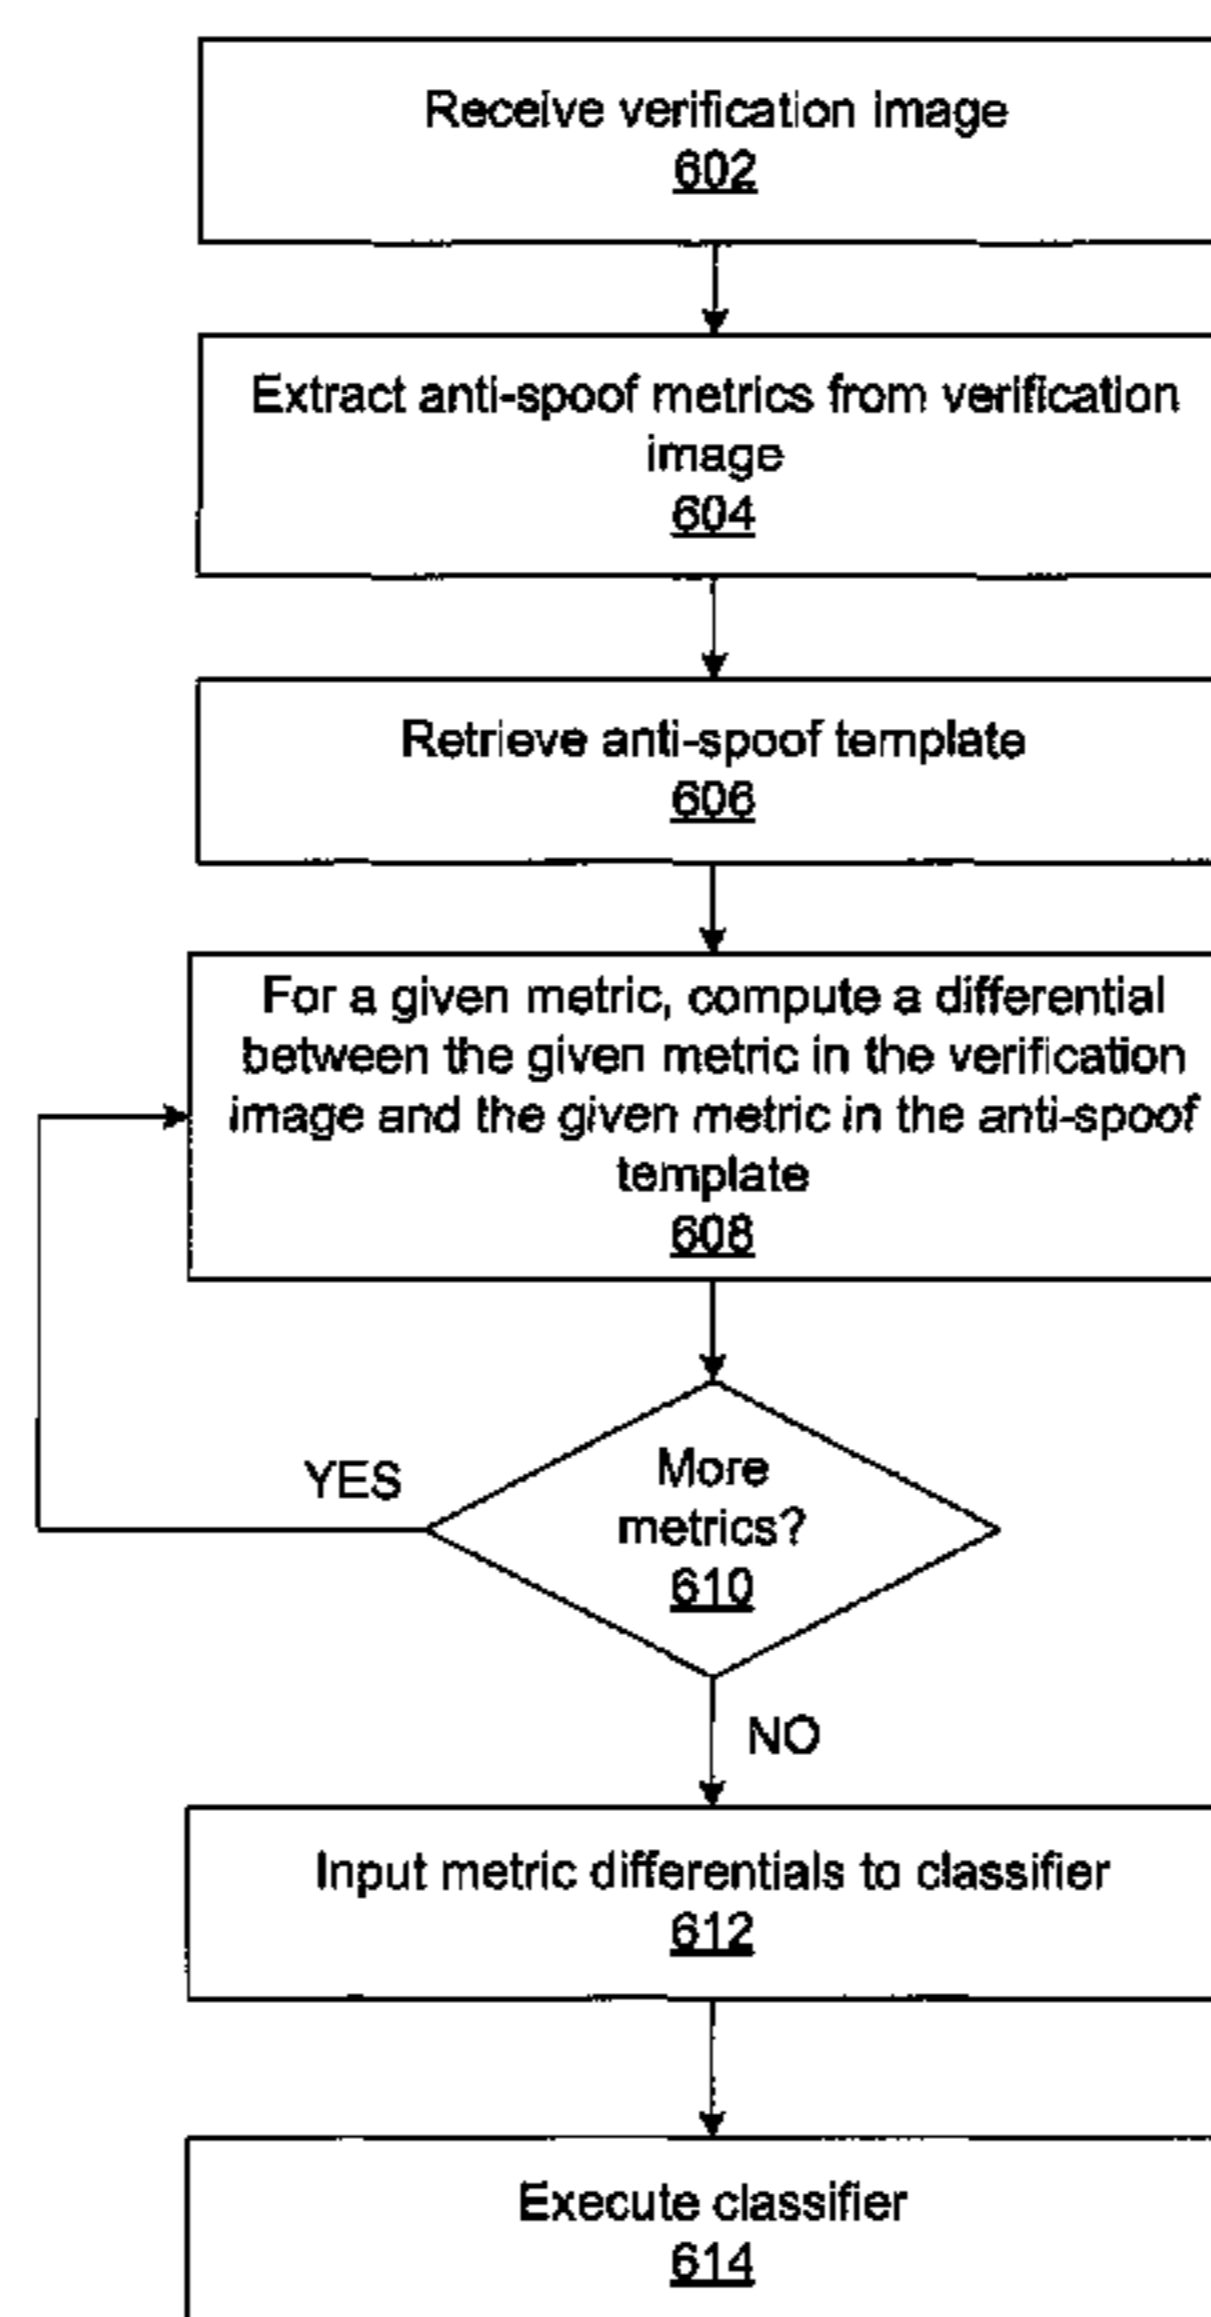 Receive verification image
602
Extract anti-spoof metrics from verification
image
604
Retrieve anti-spoof template
606
For a given metric, compute a differential
between the given metric in the verification
image and the given metric in the anti-spoof
template
608
YES
More
metrics?
610
NO
Input metric differentials to classifier
612
Execute classifier
614